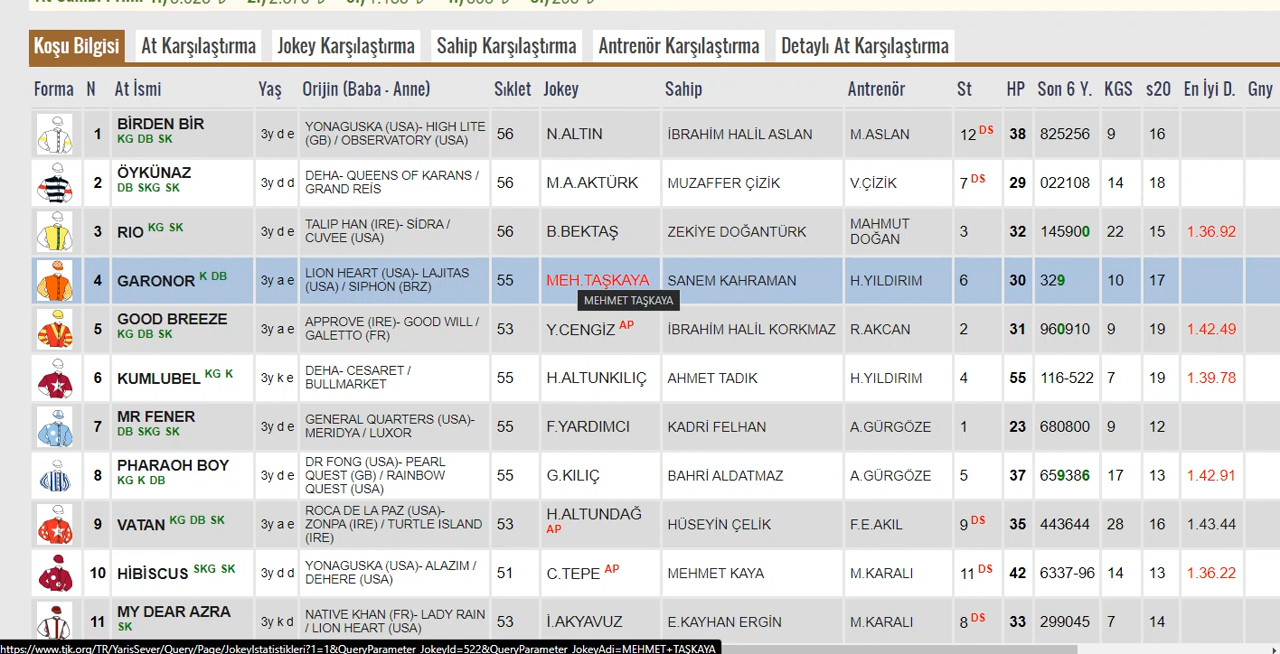 Koşu Bilgisi At Karşılaştırma Jokey Karşılaştırma Sahip Karşılaştırma Antrenör Karşılaştırma Detaylı At Karşılaştırma
Forma N At İsmi Yaş Orijin (Baba - Anne) Sıklet Jokey Sahip Antrenör St HP Son 6 Y. KGS s20 En İyi D. Gny
1 BİRDEN BİR KG DB SK 3y d e YONAGUSKA (USA)- HIGH LITE (GB) / OBSERVATORY (USA) 56 N.ALTIN İBRAHİM HALİL ASLAN M.ASLAN 12 DS 38 825256 9 16
2 ÖYKÜNAZ DB SKG SK 3y d d DEHA- QUEENS OF KARANS / GRAND REİS 56 M.A.AKTÜRK MUZAFFER ÇİZİK V.ÇİZİK 7 DS 29 022108 14 18
3 RIO KG SK 3y d e TALIP HAN (IRE)- SİDRA / CUVEE (USA) 56 B.BEKTAŞ ZEKİYE DOĞANTÜRK MAHMUT DOĞAN 3 32 145900 22 15 1.36.92
4 GARONOR K DB 3y a e LION HEART (USA)- LAJITAS (USA) / SIPHON (BRZ) 55 MEH.TAŞKAYA SANEM KAHRAMAN H.YILDIRIM 6 30 329 10 17
MEHMET TAŞKAYA
5 GOOD BREEZE KG DB SK 3y a e APPROVE (IRE)- GOOD WILL / GALETTO (FR) 53 Y.CENGİZ AP İBRAHİM HALİL KORKMAZ R.AKCAN 2 31 960910 9 19 1.42.49
6 KUMLUBEL KG K 3y k e DEHA- CESARET / BULLMARKET 55 H.ALTUNKILIÇ AHMET TADIK H.YILDIRIM 4 55 116-522 7 19 1.39.78
7 MR FENER DB SKG SK 3y d e GENERAL QUARTERS (USA)- MERIDYA / LUXOR 55 F.YARDIMCI KADRİ FELHAN A.GÜRGÖZE 1 23 680800 9 12
8 PHARAOH BOY KG K DB 3y d e DR FONG (USA)- PEARL QUEST (GB) / RAINBOW QUEST (USA) 55 G.KILIÇ BAHRİ ALDATMAZ A.GÜRGÖZE 5 37 659386 17 13 1.42.91
9 VATAN KG DB SK 3y a e ROCA DE LA PAZ (USA)- ZONPA (IRE) / TURTLE ISLAND (IRE) 53 H.ALTUNDAĞ AP HÜSEYİN ÇELİK F.E.AKIL 9 DS 35 443644 28 16 1.43.44
10 HİBİSCUS SKG SK 3y d d YONAGUSKA (USA)- ALAZIM / DEHERE (USA) 51 C.TEPE AP MEHMET KAYA M.KARALI 11 DS 42 6337-96 14 13 1.36.22
11 MY DEAR AZRA SK 3y k d NATIVE KHAN (FR)- LADY RAIN / LION HEART (USA) 53 İ.AKYAVUZ E.KAYHAN ERGİN M.KARALI 8 DS 33 299045 7 14
https://www.tjk.org/TR/YarisSever/Query/Page/JokeyIstatistikleri?1=1&QueryParameter_JokeyId=522&QueryParameter_JokeyAdi=MEHMET+TAŞKAYA